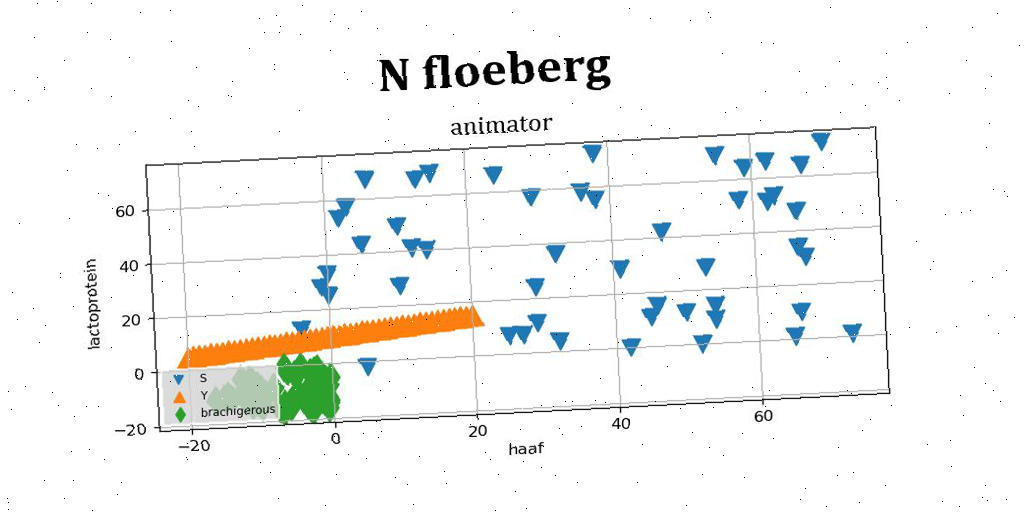 N floeberg
animator
lactoprotein
60
40
20
0
−20
S
Y
brachigerous
−20
0
20
40
60
haaf